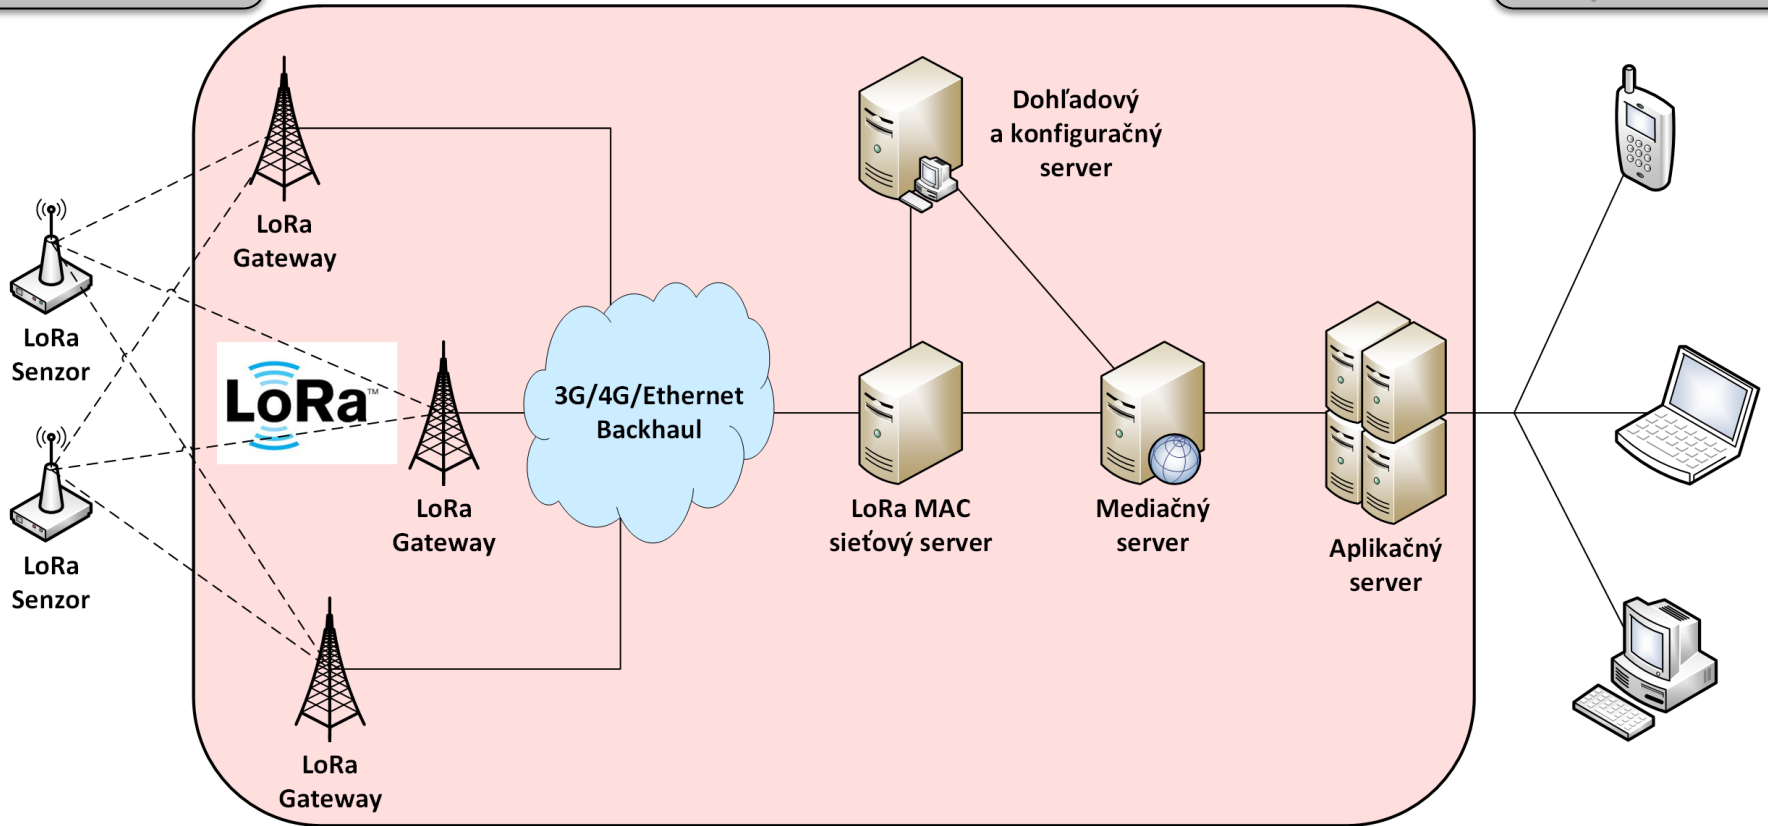 LoRa
Gateway
Dohľadový
a konfiguračný
server
LoRa
Senzor
LoRa™
3G/4G/Ethernet
Backhaul
LoRa
Gateway
LoRa MAC
sieťový server
Mediačný
server
Aplikačný
server
LoRa
Senzor
LoRa
Gateway